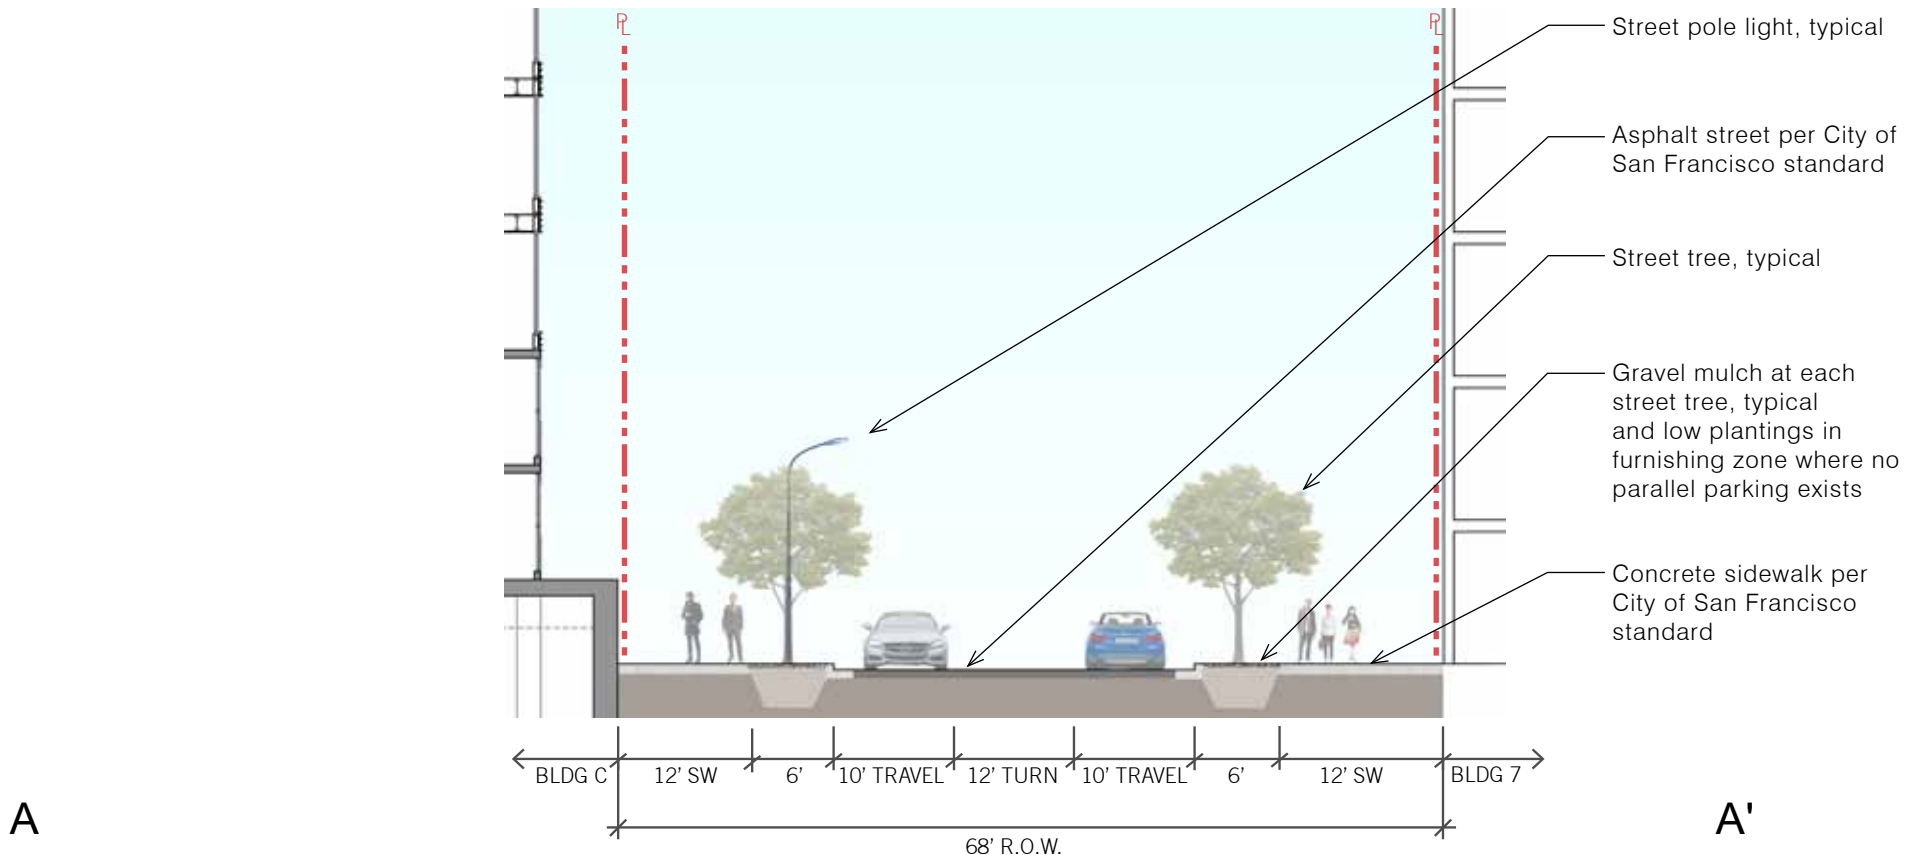 PL
PL
Street pole light, typical
Asphalt street per City of
San Francisco standard
Street tree, typical
Gravel mulch at each
street tree, typical
and low plantings in
furnishing zone where no
parallel parking exists
Concrete sidewalk per
City of San Francisco
standard
BLDG C
12' SW
6'
10' TRAVEL
12' TURN
10' TRAVEL
6'
12' SW
BLDG 7
A
A'
68' R.O.W.